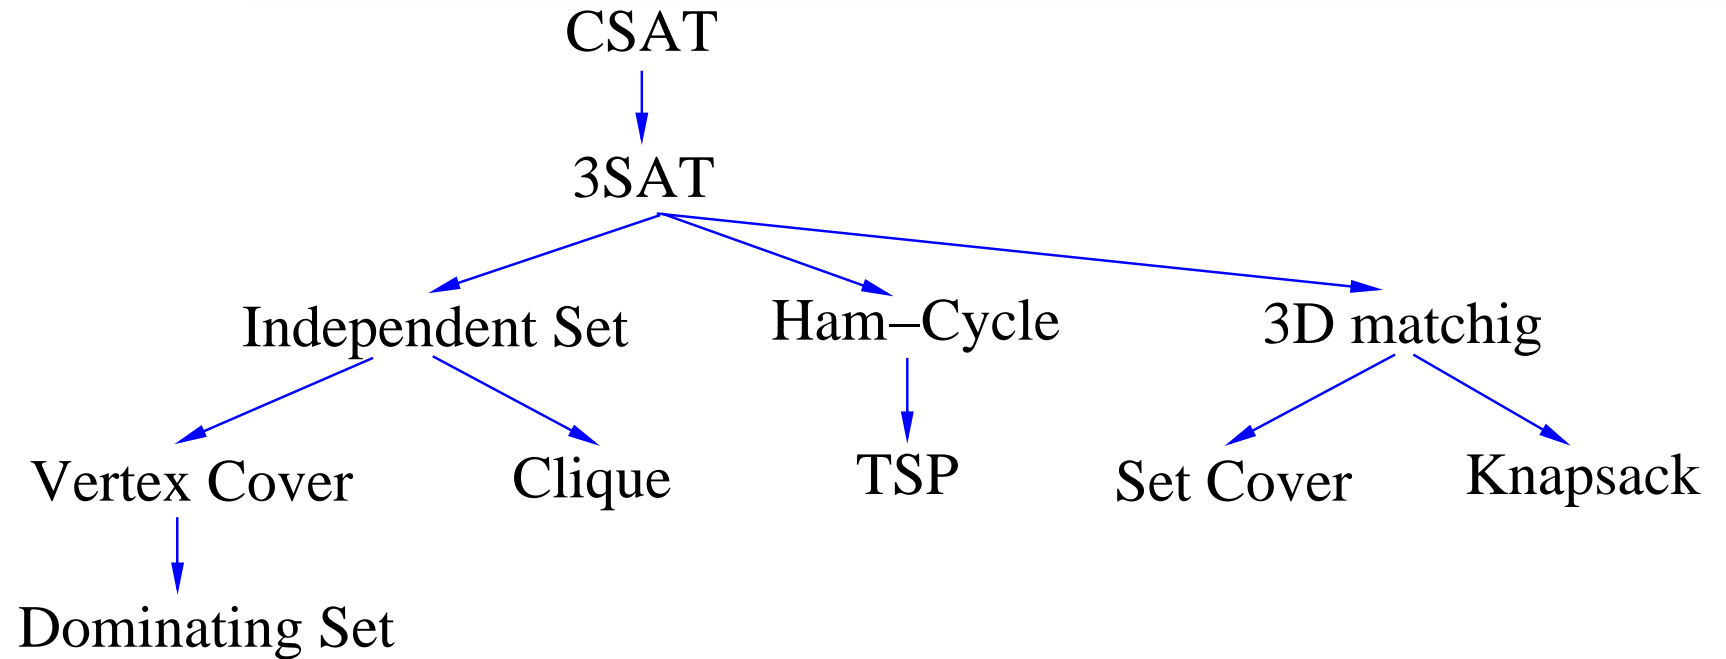 CSAT
3SAT
Independent Set
Ham–Cycle
3D matchig
Vertex Cover
Clique
TSP
Set Cover
Knapsack
Dominating Set